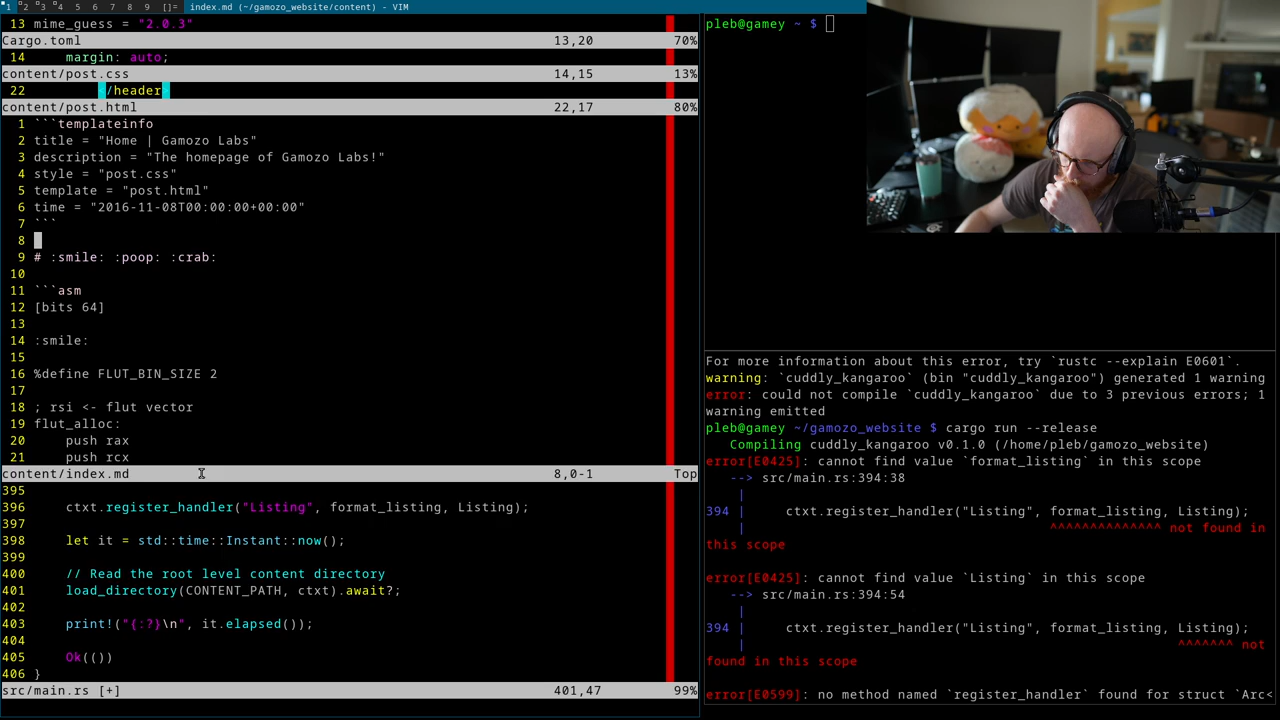 1 2 3 4 5 6 7 8 9 []= index.md (~/gamozo_website/content) - VIM
13 mime_guess = "2.0.3"
Cargo.toml 13,20 70%
14 margin: auto;
content/post.css 14,15 13%
22 </header>
content/post.html 22,17 80%
1 ```templateinfo
2 title = "Home | Gamozo Labs"
3 description = "The homepage of Gamozo Labs!"
4 style = "post.css"
5 template = "post.html"
6 time = "2016-11-08T00:00:00+00:00"
7 ```
8
9 # :smile: :poop: :crab:
10
11 ```asm
12 [bits 64]
13
14 :smile:
15
16 %define FLUT_BIN_SIZE 2
17
18 ; rsi <- flut vector
19 flut_alloc:
20 push rax
21 push rcx
content/index.md 8,0-1 Top
395
396 ctxt.register_handler("Listing", format_listing, Listing);
397
398 let it = std::time::Instant::now();
399
400 // Read the root level content directory
401 load_directory(CONTENT_PATH, ctxt).await?;
402
403 print!("{:?}\n", it.elapsed());
404
405 Ok(())
406 }
src/main.rs [+] 401,47 99%
pleb@gamey ~ $
For more information about this error, try `rustc --explain E0601`.
warning: `cuddly_kangaroo` (bin "cuddly_kangaroo") generated 1 warning
error: could not compile `cuddly_kangaroo` due to 3 previous errors; 1
warning emitted
pleb@gamey ~/gamozo_website $ cargo run --release
Compiling cuddly_kangaroo v0.1.0 (/home/pleb/gamozo_website)
error[E0425]: cannot find value `format_listing` in this scope
--> src/main.rs:394:38
|
394 | ctxt.register_handler("Listing", format_listing, Listing);
| ^^^^^^^^^^^^^^ not found in
this scope
error[E0425]: cannot find value `Listing` in this scope
--> src/main.rs:394:54
|
394 | ctxt.register_handler("Listing", format_listing, Listing);
| ^^^^^^^ not
found in this scope
error[E0599]: no method named `register_handler` found for struct `Arc<